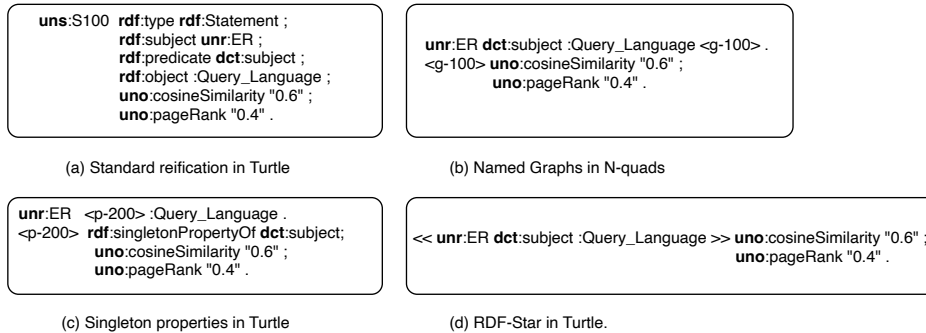 uns:S100 rdf:type rdf:Statement ;
rdf:subject unr:ER ;
rdf:predicate dct:subject ;
rdf:object :Query_Language ;
uno:cosineSimilarity "0.6" ;
uno:pageRank "0.4" .
(a) Standard reification in Turtle
unr:ER dct:subject :Query_Language <g-100> .
<g-100> uno:cosineSimilarity "0.6" ;
uno:pageRank "0.4" .
(b) Named Graphs in N-quads
unr:ER <p-200> :Query_Language .
<p-200> rdf:singletonPropertyOf dct:subject;
uno:cosineSimilarity "0.6" ;
uno:pageRank "0.4" .
(c) Singleton properties in Turtle
<< unr:ER dct:subject :Query_Language >> uno:cosineSimilarity "0.6" ;
uno:pageRank "0.4" .
(d) RDF-Star in Turtle.